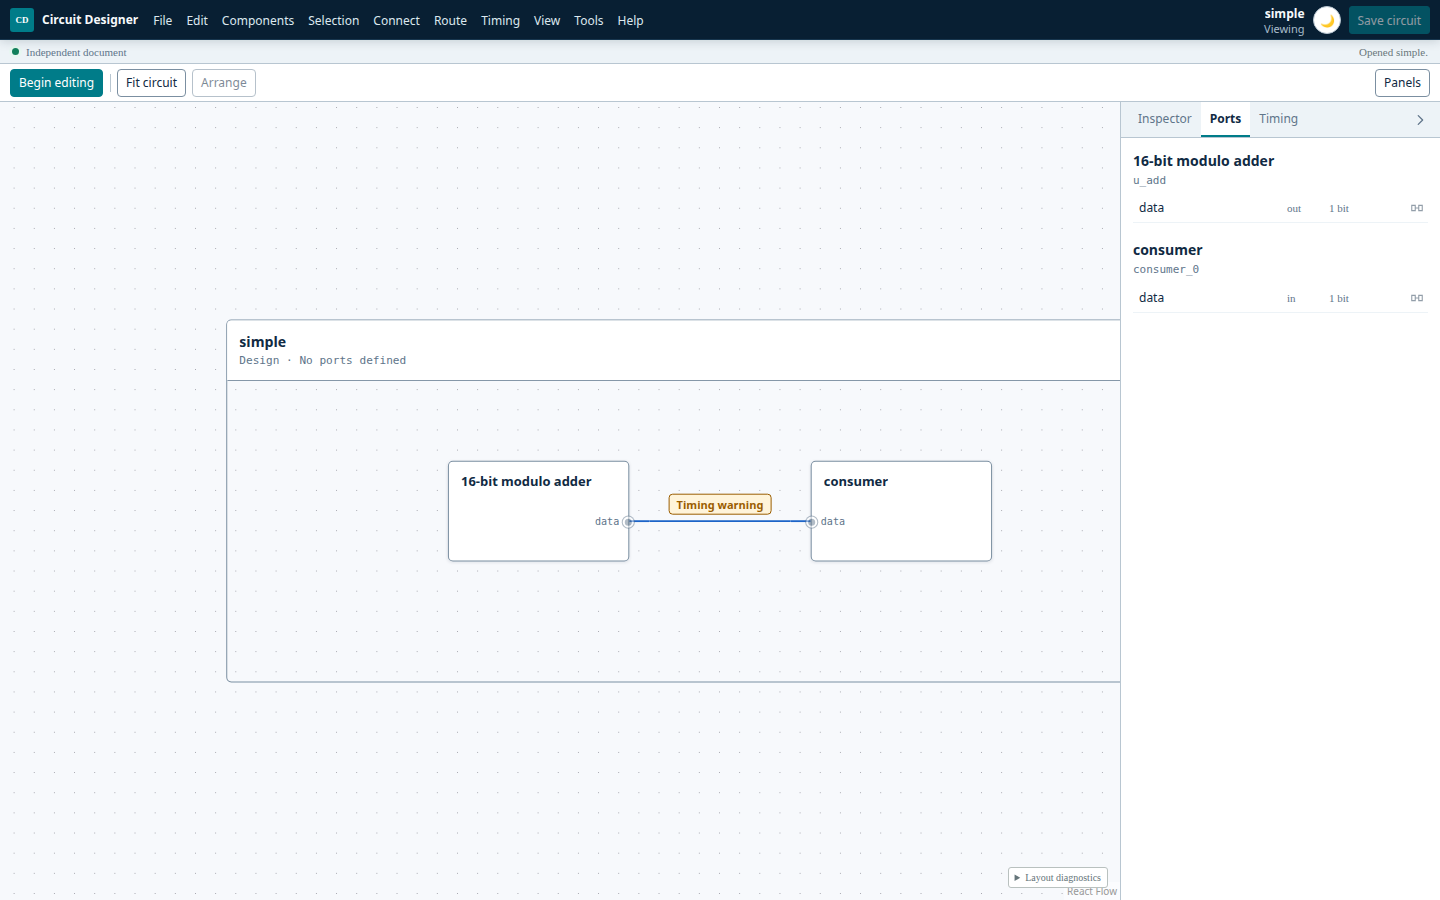 CD Circuit Designer File Edit Components Selection Connect Route Timing View Tools Help
simple
Viewing
Save circuit
Independent document
Opened simple.
Begin editing Fit circuit Arrange Panels
Inspector Ports Timing
16-bit modulo adder
u_add
data out 1 bit
consumer
consumer_0
data in 1 bit
simple
Design · No ports defined
16-bit modulo adder
data
Timing warning
consumer
data
Layout diagnostics
React Flow